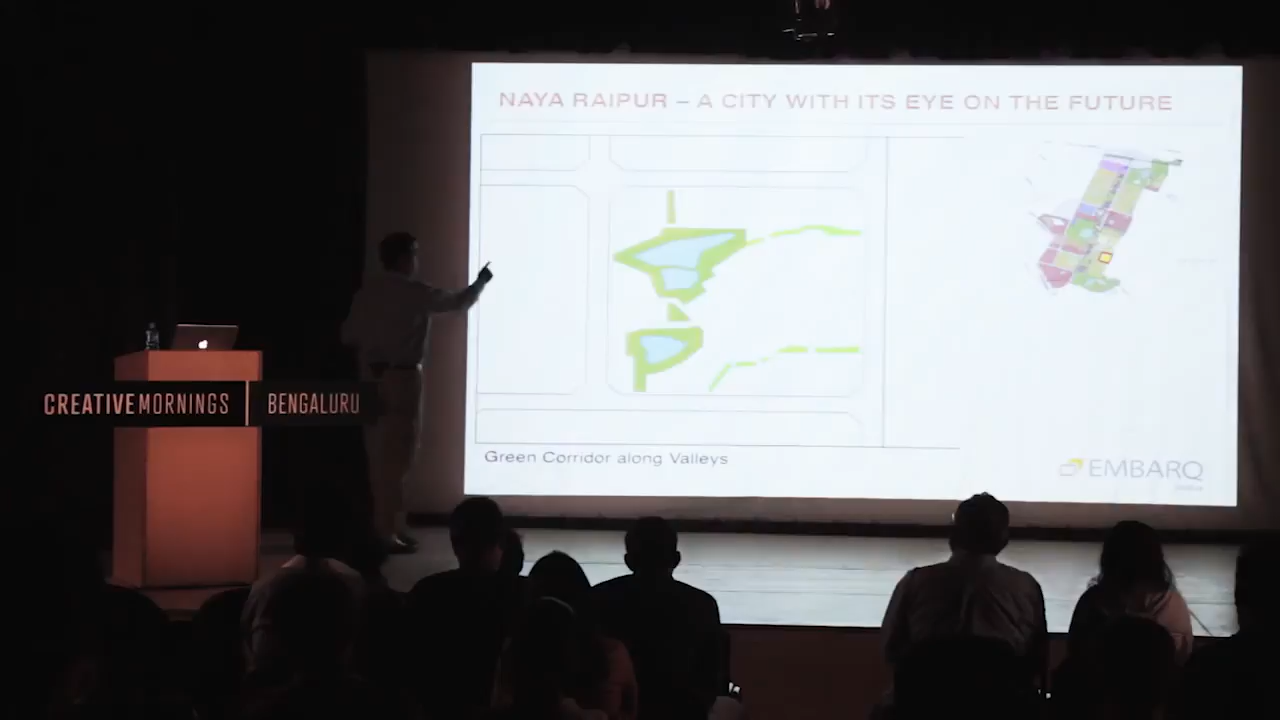 NAYA RAIPUR – A CITY WITH ITS EYE ON THE FUTURE
CREATIVEMORNINGS | BENGALURU
Green Corridor along Valleys
EMBARQ